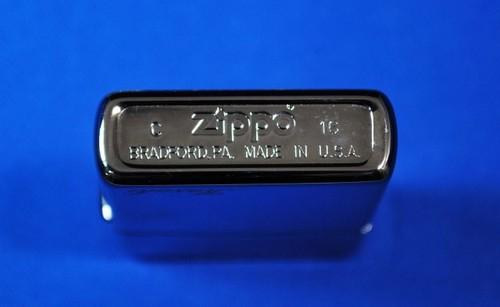 C Zippo 16
BRADFORD,PA. MADE IN U.S.A.